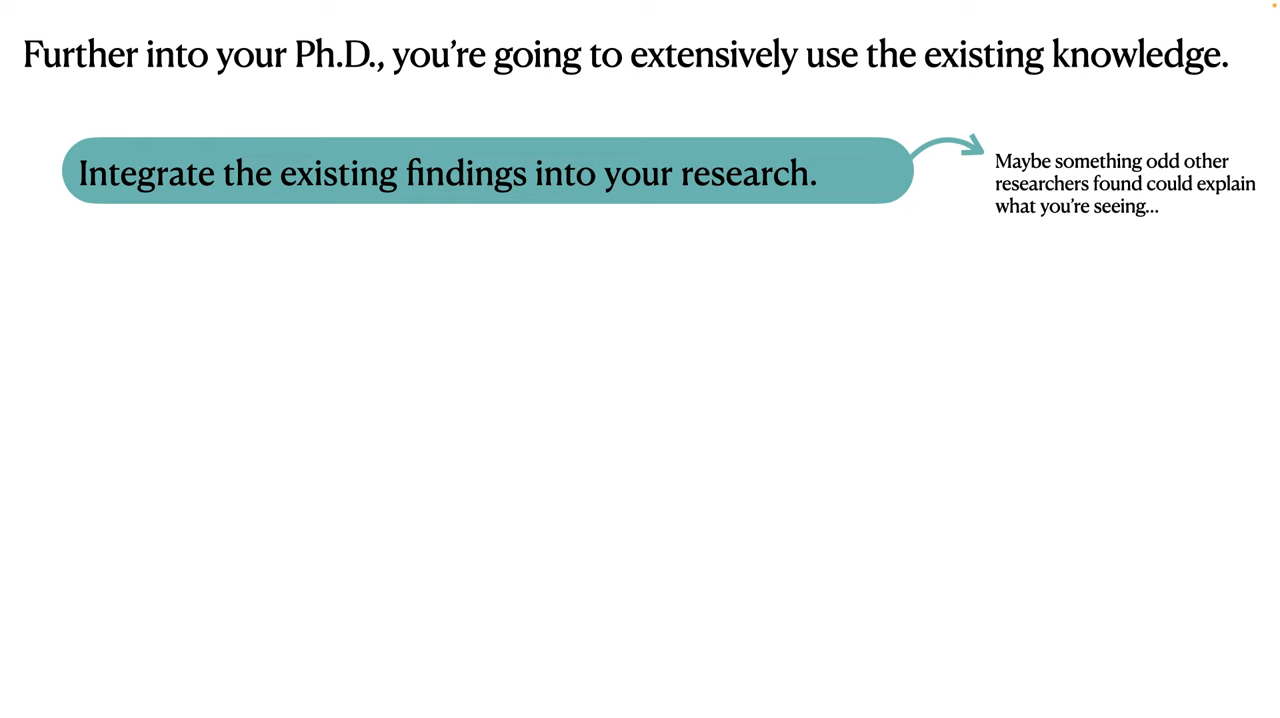 Further into your Ph.D., you’re going to extensively use the existing knowledge.
Integrate the existing findings into your research.
Maybe something odd other
researchers found could explain
what you’re seeing...